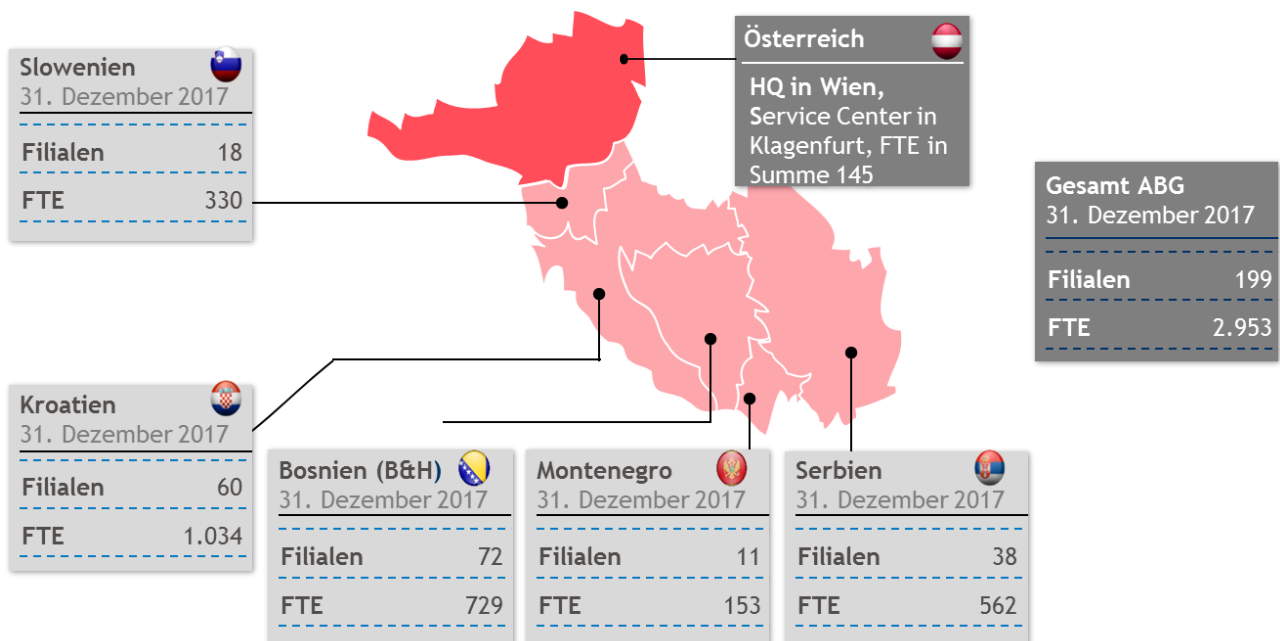 Slowenien
31. Dezember 2017
Filialen 18
FTE 330
Österreich
HQ in Wien,
Service Center in
Klagenfurt, FTE in
Summe 145
Gesamt ABG
31. Dezember 2017
Filialen 199
FTE 2.953
Kroatien
31. Dezember 2017
Filialen 60
FTE 1.034
Bosnien (B&H)
31. Dezember 2017
Filialen 72
FTE 729
Montenegro
31. Dezember 2017
Filialen 11
FTE 153
Serbien
31. Dezember 2017
Filialen 38
FTE 562